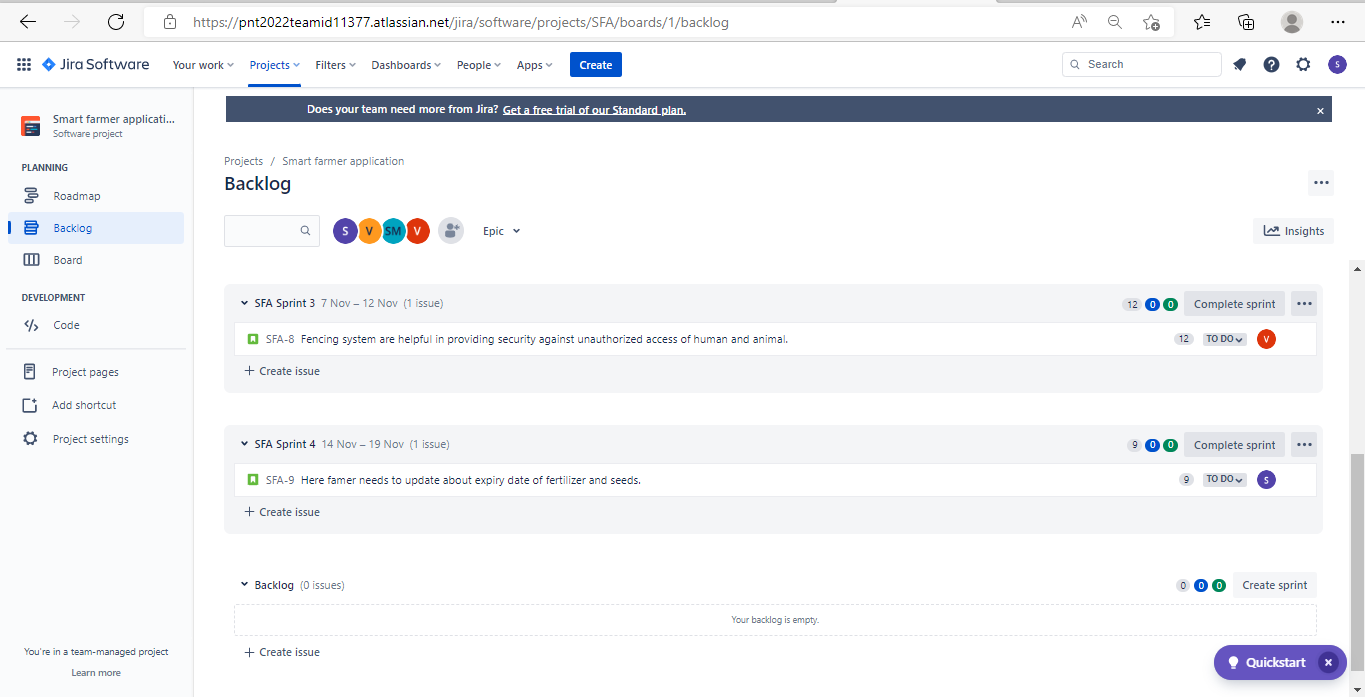 https://pnt2022teamid11377.atlassian.net/jira/software/projects/SFA/boards/1/backlog
Jira Software Your work Projects Filters Dashboards People Apps Create Search S
Does your team need more from Jira? Get a free trial of our Standard plan.
Smart farmer applicati...
Software project
PLANNING
Roadmap
Backlog
Board
DEVELOPMENT
Code
Project pages
Add shortcut
Project settings
You're in a team-managed project
Learn more
Projects / Smart farmer application
Backlog
S V SM V Epic Insights
SFA Sprint 3 7 Nov – 12 Nov (1 issue) 12 0 0 Complete sprint
SFA-8 Fencing system are helpful in providing security against unauthorized access of human and animal. 12 TO DO V
+ Create issue
SFA Sprint 4 14 Nov – 19 Nov (1 issue) 9 0 0 Complete sprint
SFA-9 Here famer needs to update about expiry date of fertilizer and seeds. 9 TO DO S
+ Create issue
Backlog (0 issues) 0 0 0 Create sprint
Your backlog is empty.
+ Create issue
Quickstart